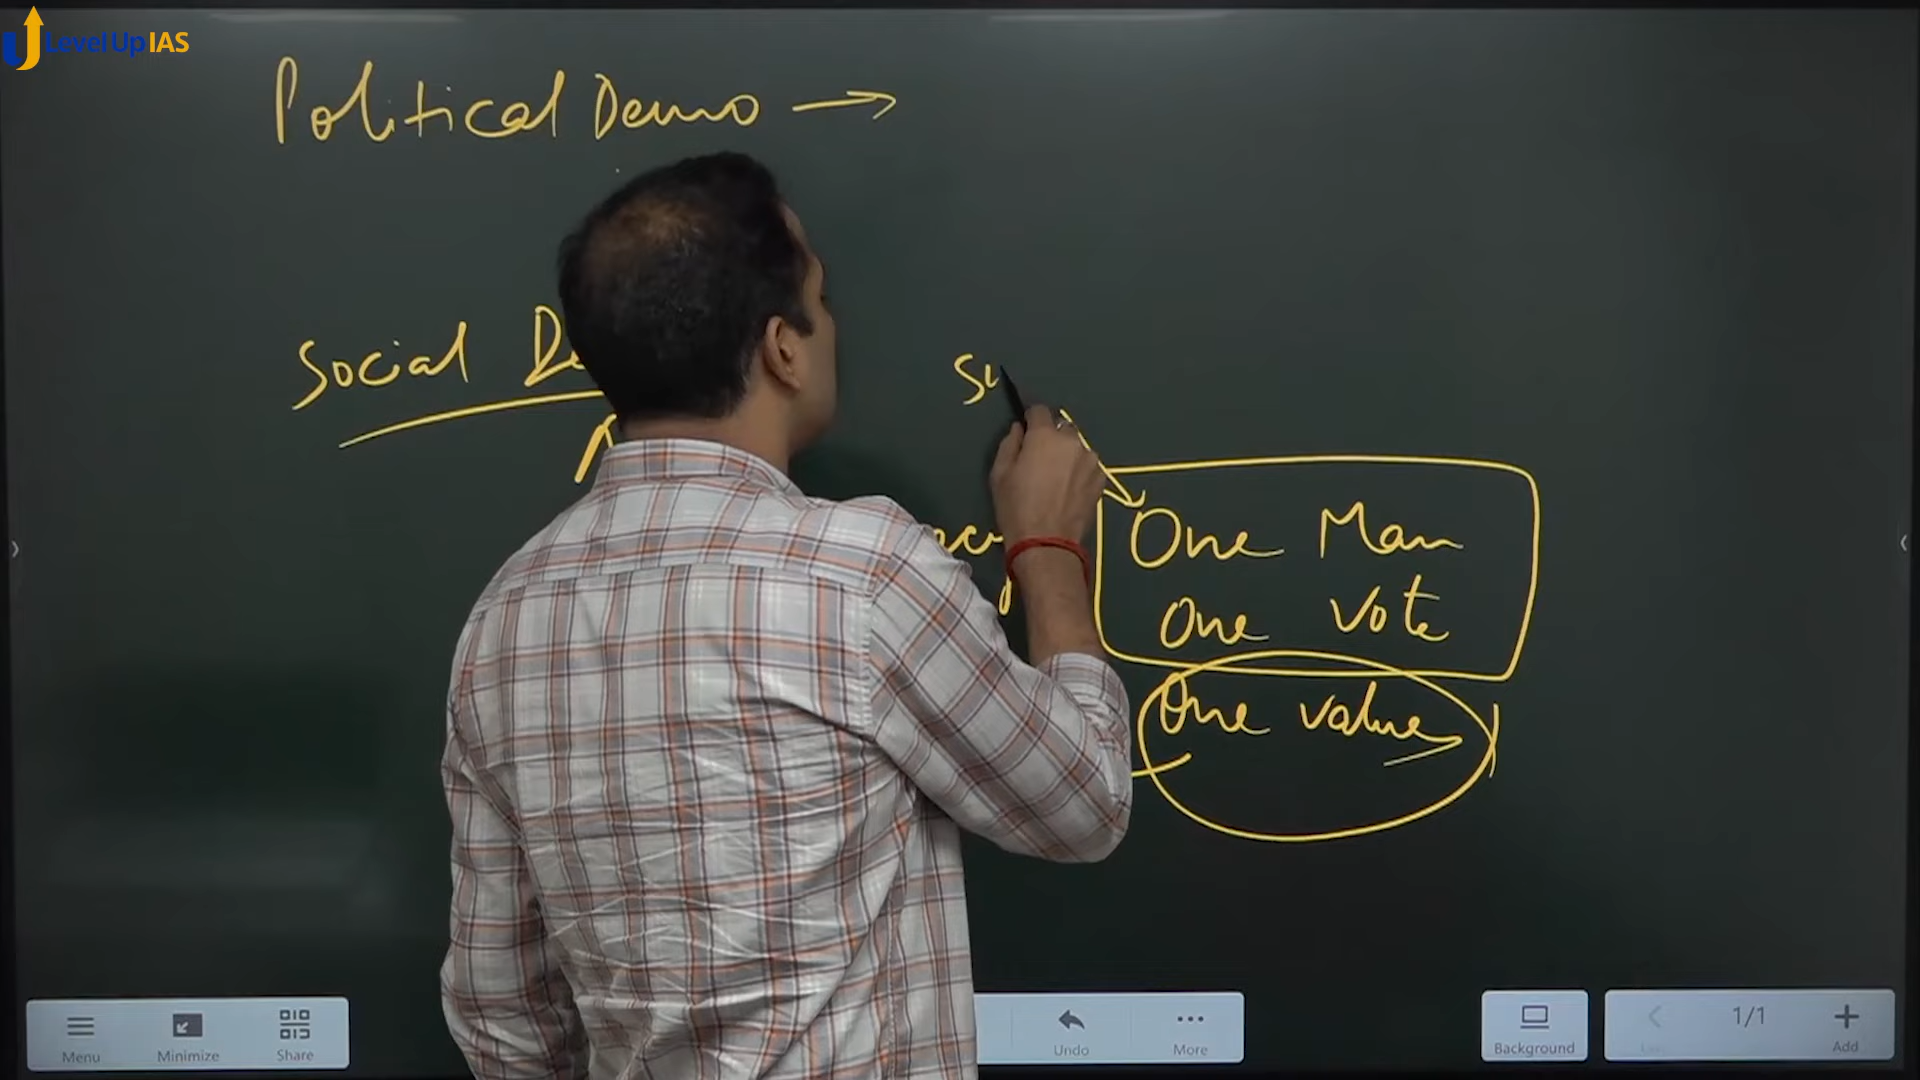 Level Up IAS
Political Demo →
Social
One Man
One vote
One value
Menu
Minimize
Share
Undo
More
Background
1/1
Add